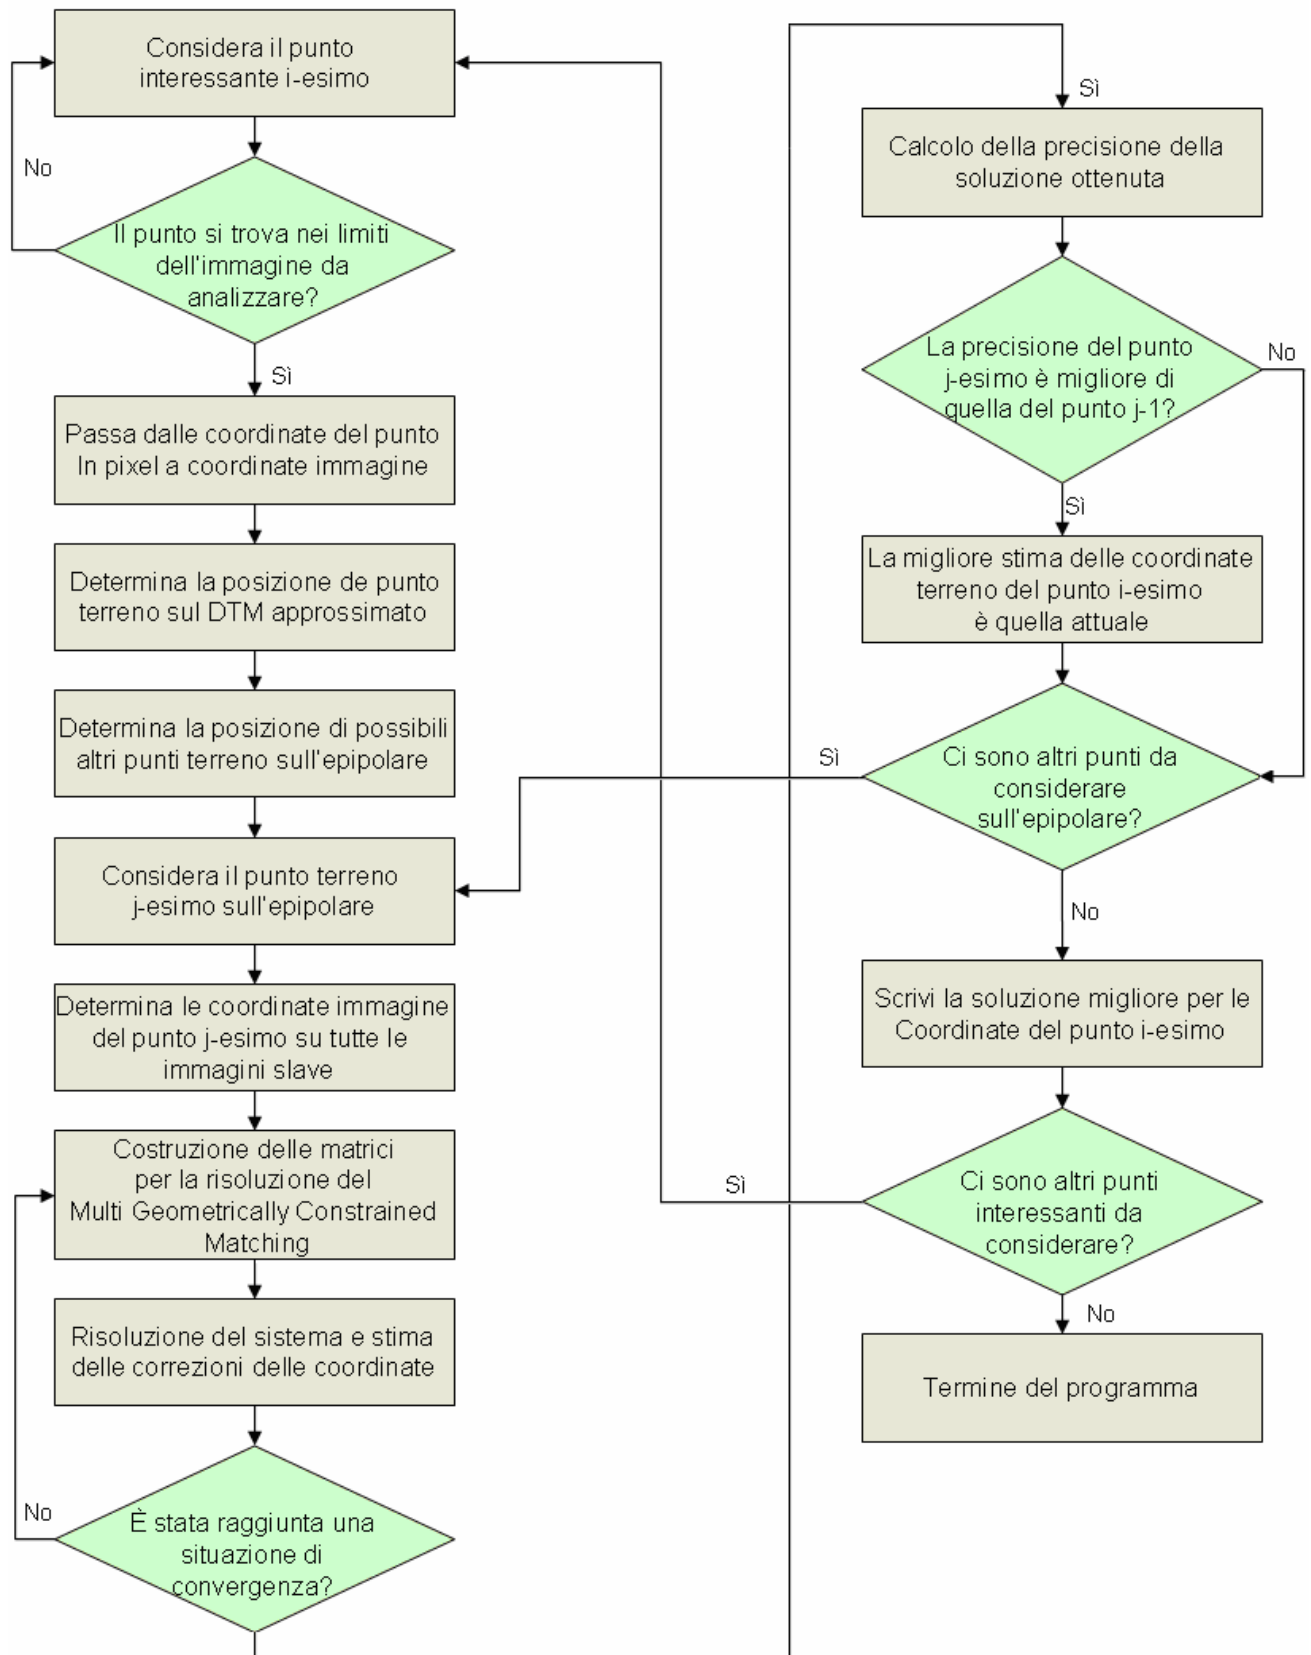 Considera il punto
interessante i-esimo
No
Il punto si trova nei limiti
dell'immagine da
analizzare?
Sì
Passa dalle coordinate del punto
In pixel a coordinate immagine
Determina la posizione de punto
terreno sul DTM approssimato
Determina la posizione di possibili
altri punti terreno sull'epipolare
Considera il punto terreno
j-esimo sull'epipolare
Determina le coordinate immagine
del punto j-esimo su tutte le
immagini slave
Costruzione delle matrici
per la risoluzione del
Multi Geometrically Constrained
Matching
Risoluzione del sistema e stima
delle correzioni delle coordinate
No
È stata raggiunta una
situazione di
convergenza?
Sì
Calcolo della precisione della
soluzione ottenuta
La precisione del punto
j-esimo è migliore di
quella del punto j-1?
No
Sì
La migliore stima delle coordinate
terreno del punto i-esimo
è quella attuale
Sì
Ci sono altri punti da
considerare
sull'epipolare?
No
Scrivi la soluzione migliore per le
Coordinate del punto i-esimo
Sì
Ci sono altri punti
interessanti da
considerare?
No
Termine del programma